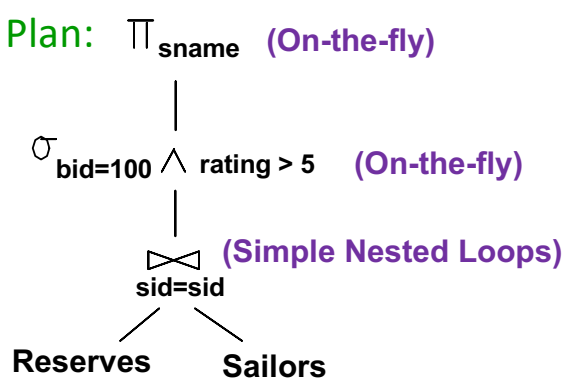 Plan: π sname (On-the-fly)
σ bid=100 ∧ rating > 5 (On-the-fly)
⋈ (Simple Nested Loops)
sid=sid
Reserves Sailors